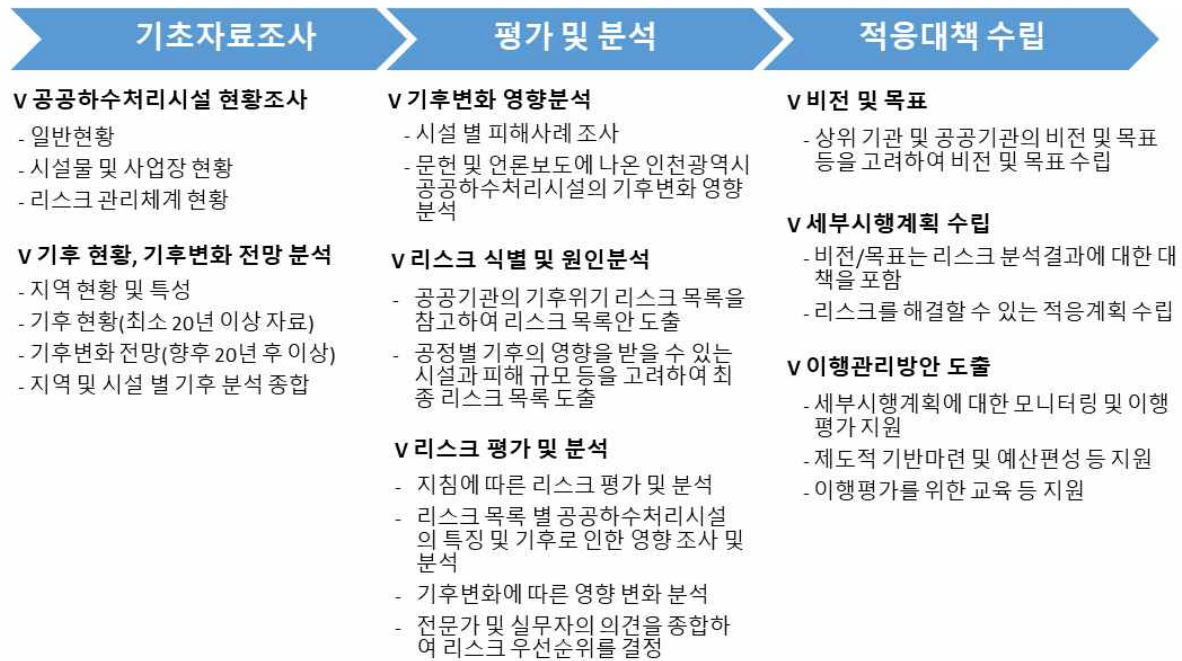 기초자료조사
평가 및 분석
적응대책 수립
V 공공하수처리시설 현황조사
- 일반현황
- 시설물 및 사업장 현황
- 리스크 관리체계 현황
V 기후 현황, 기후변화 전망 분석
- 지역 현황 및 특성
- 기후 현황(최소 20년 이상 자료)
- 기후변화 전망(향후 20년 후 이상)
- 지역 및 시설 별 기후 분석 종합
V 기후변화 영향분석
- 시설 별 피해사례 조사
- 문헌 및 언론보도에 나온 인천광역시
공공하수처리시설의 기후변화 영향
분석
V 리스크 식별 및 원인분석
- 공공기관의 기후위기 리스크 목록을
참고하여 리스크 목록안 도출
- 공정별 기후의 영향을 받을 수 있는
시설과 피해 규모 등을 고려하여 최
종 리스크 목록 도출
V 리스크 평가 및 분석
- 지침에 따른 리스크 평가 및 분석
- 리스크 목록 별 공공하수처리시설
의 특징 및 기후로 인한 영향 조사 및
분석
- 기후변화에 따른 영향 변화 분석
- 전문가 및 실무자의 의견을 종합하
여 리스크 우선순위를 결정
V 비전 및 목표
- 상위 기관 및 공공기관의 비전 및 목표
등을 고려하여 비전 및 목표 수립
V 세부시행계획 수립
- 비전/목표는 리스크 분석결과에 대한 대
책을 포함
- 리스크를 해결할 수 있는 적응계획 수립
V 이행관리방안 도출
- 세부시행계획에 대한 모니터링 및 이행
평가 지원
- 제도적 기반마련 및 예산편성 등 지원
- 이행평가를 위한 교육 등 지원